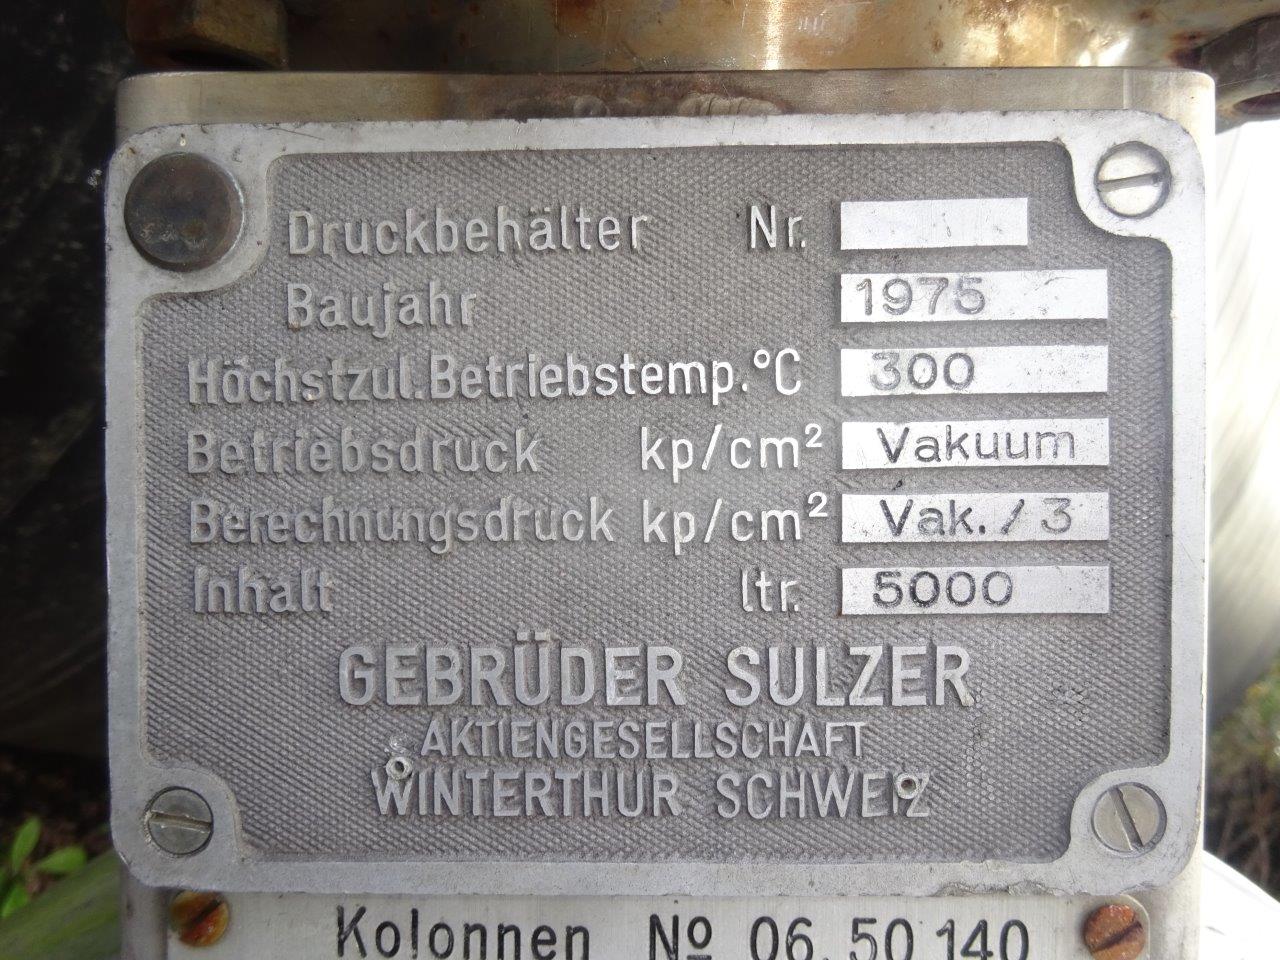 Druckbehälter Nr.
Baujahr 1975
Höchstzul. Betriebstemp. °C 300
Betriebsdruck kp/cm² Vakuum
Berechnungsdruck kp/cm² Vak. / 3
Inhalt ltr. 5000
GEBRÜDER SULZER
AKTIENGESELLSCHAFT
WINTERTHUR SCHWEIZ
Kolonnen Nº 06.50 140